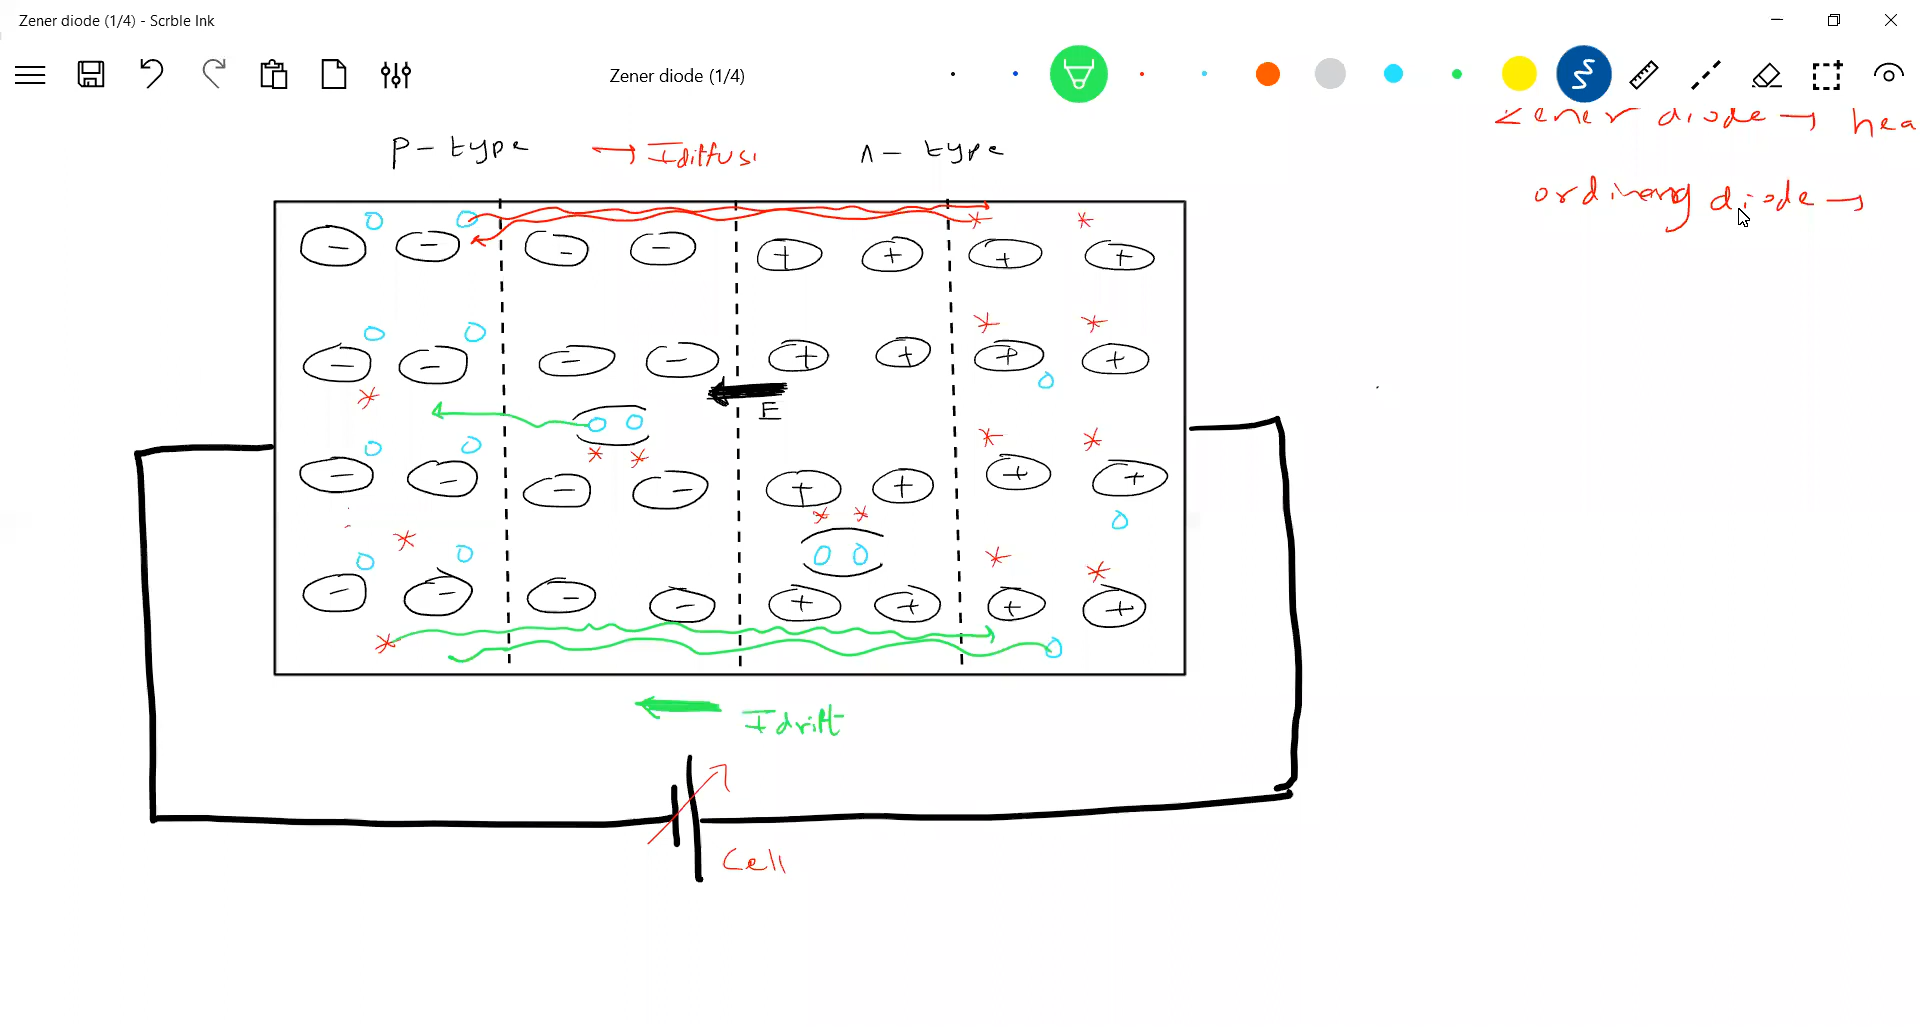 Zener diode (1/4) - Scrble Ink
Zener diode (1/4)
Zener diode → hea
p - type → Idiffusi n - type
ordinary diode →
E
I drift
Cell